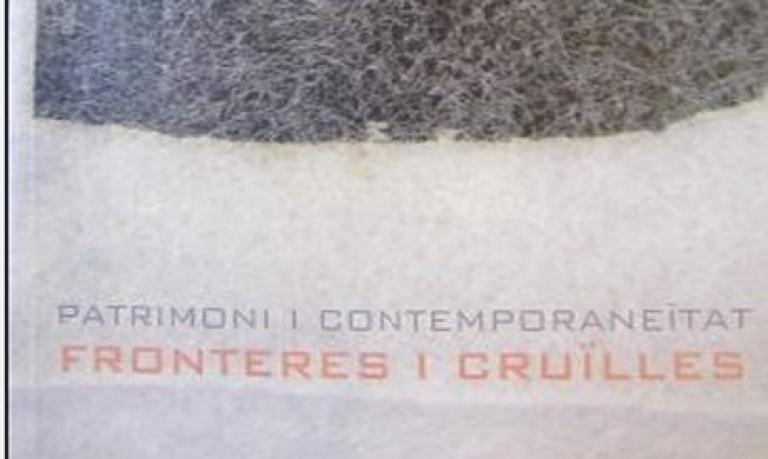 PATRIMONI I CONTEMPORANEÏTAT
FRONTERES I CRUÏLLES